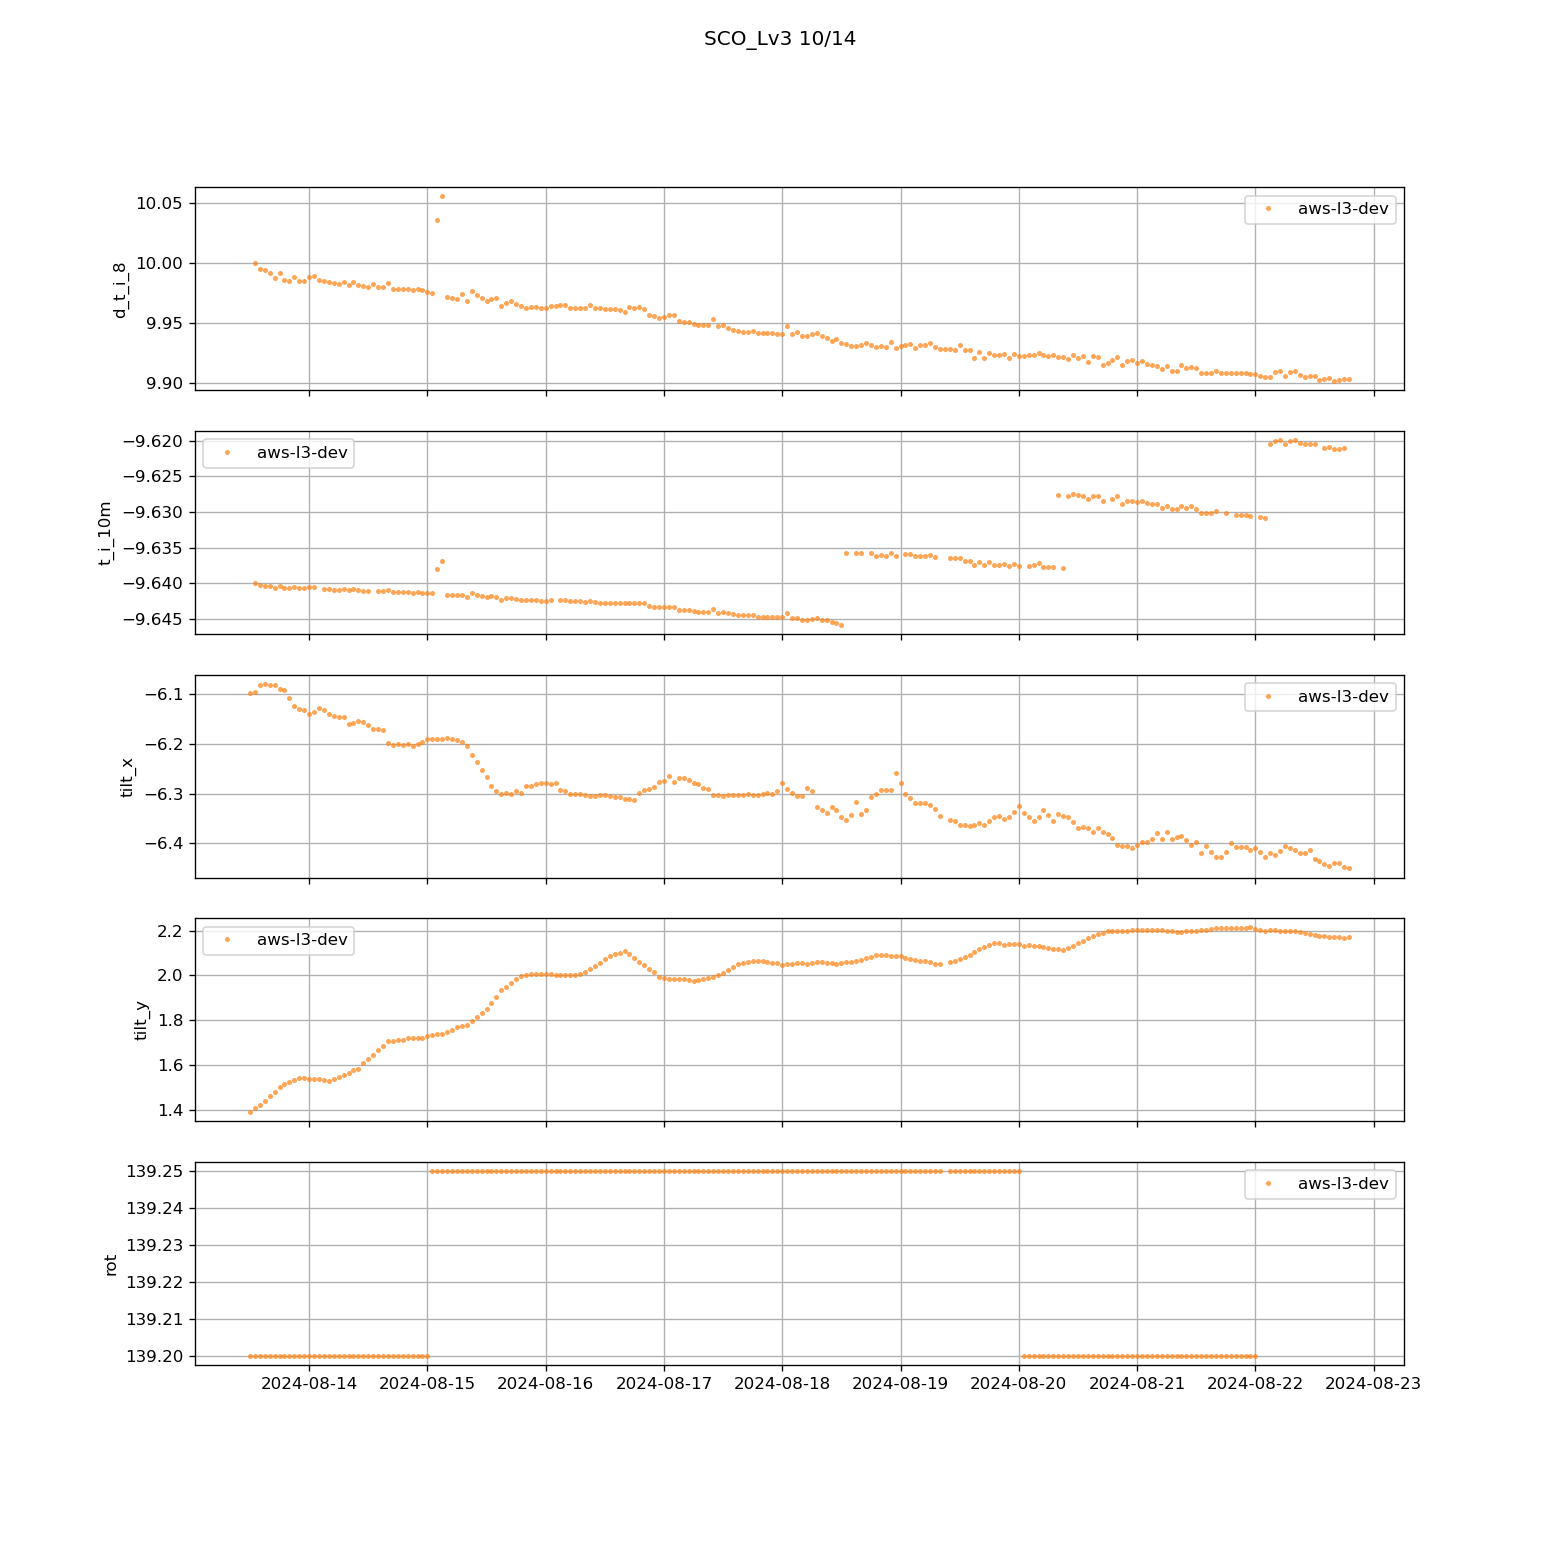 SCO_Lv3 10/14
10.05
10.00
9.95
9.90
d_t_i_8
aws-l3-dev
−9.620
−9.625
−9.630
−9.635
−9.640
−9.645
t_i_10m
aws-l3-dev
−6.1
−6.2
−6.3
−6.4
tilt_x
aws-l3-dev
2.2
2.0
1.8
1.6
1.4
tilt_y
aws-l3-dev
139.25
139.24
139.23
139.22
139.21
139.20
rot
aws-l3-dev
2024-08-14 2024-08-15 2024-08-16 2024-08-17 2024-08-18 2024-08-19 2024-08-20 2024-08-21 2024-08-22 2024-08-23